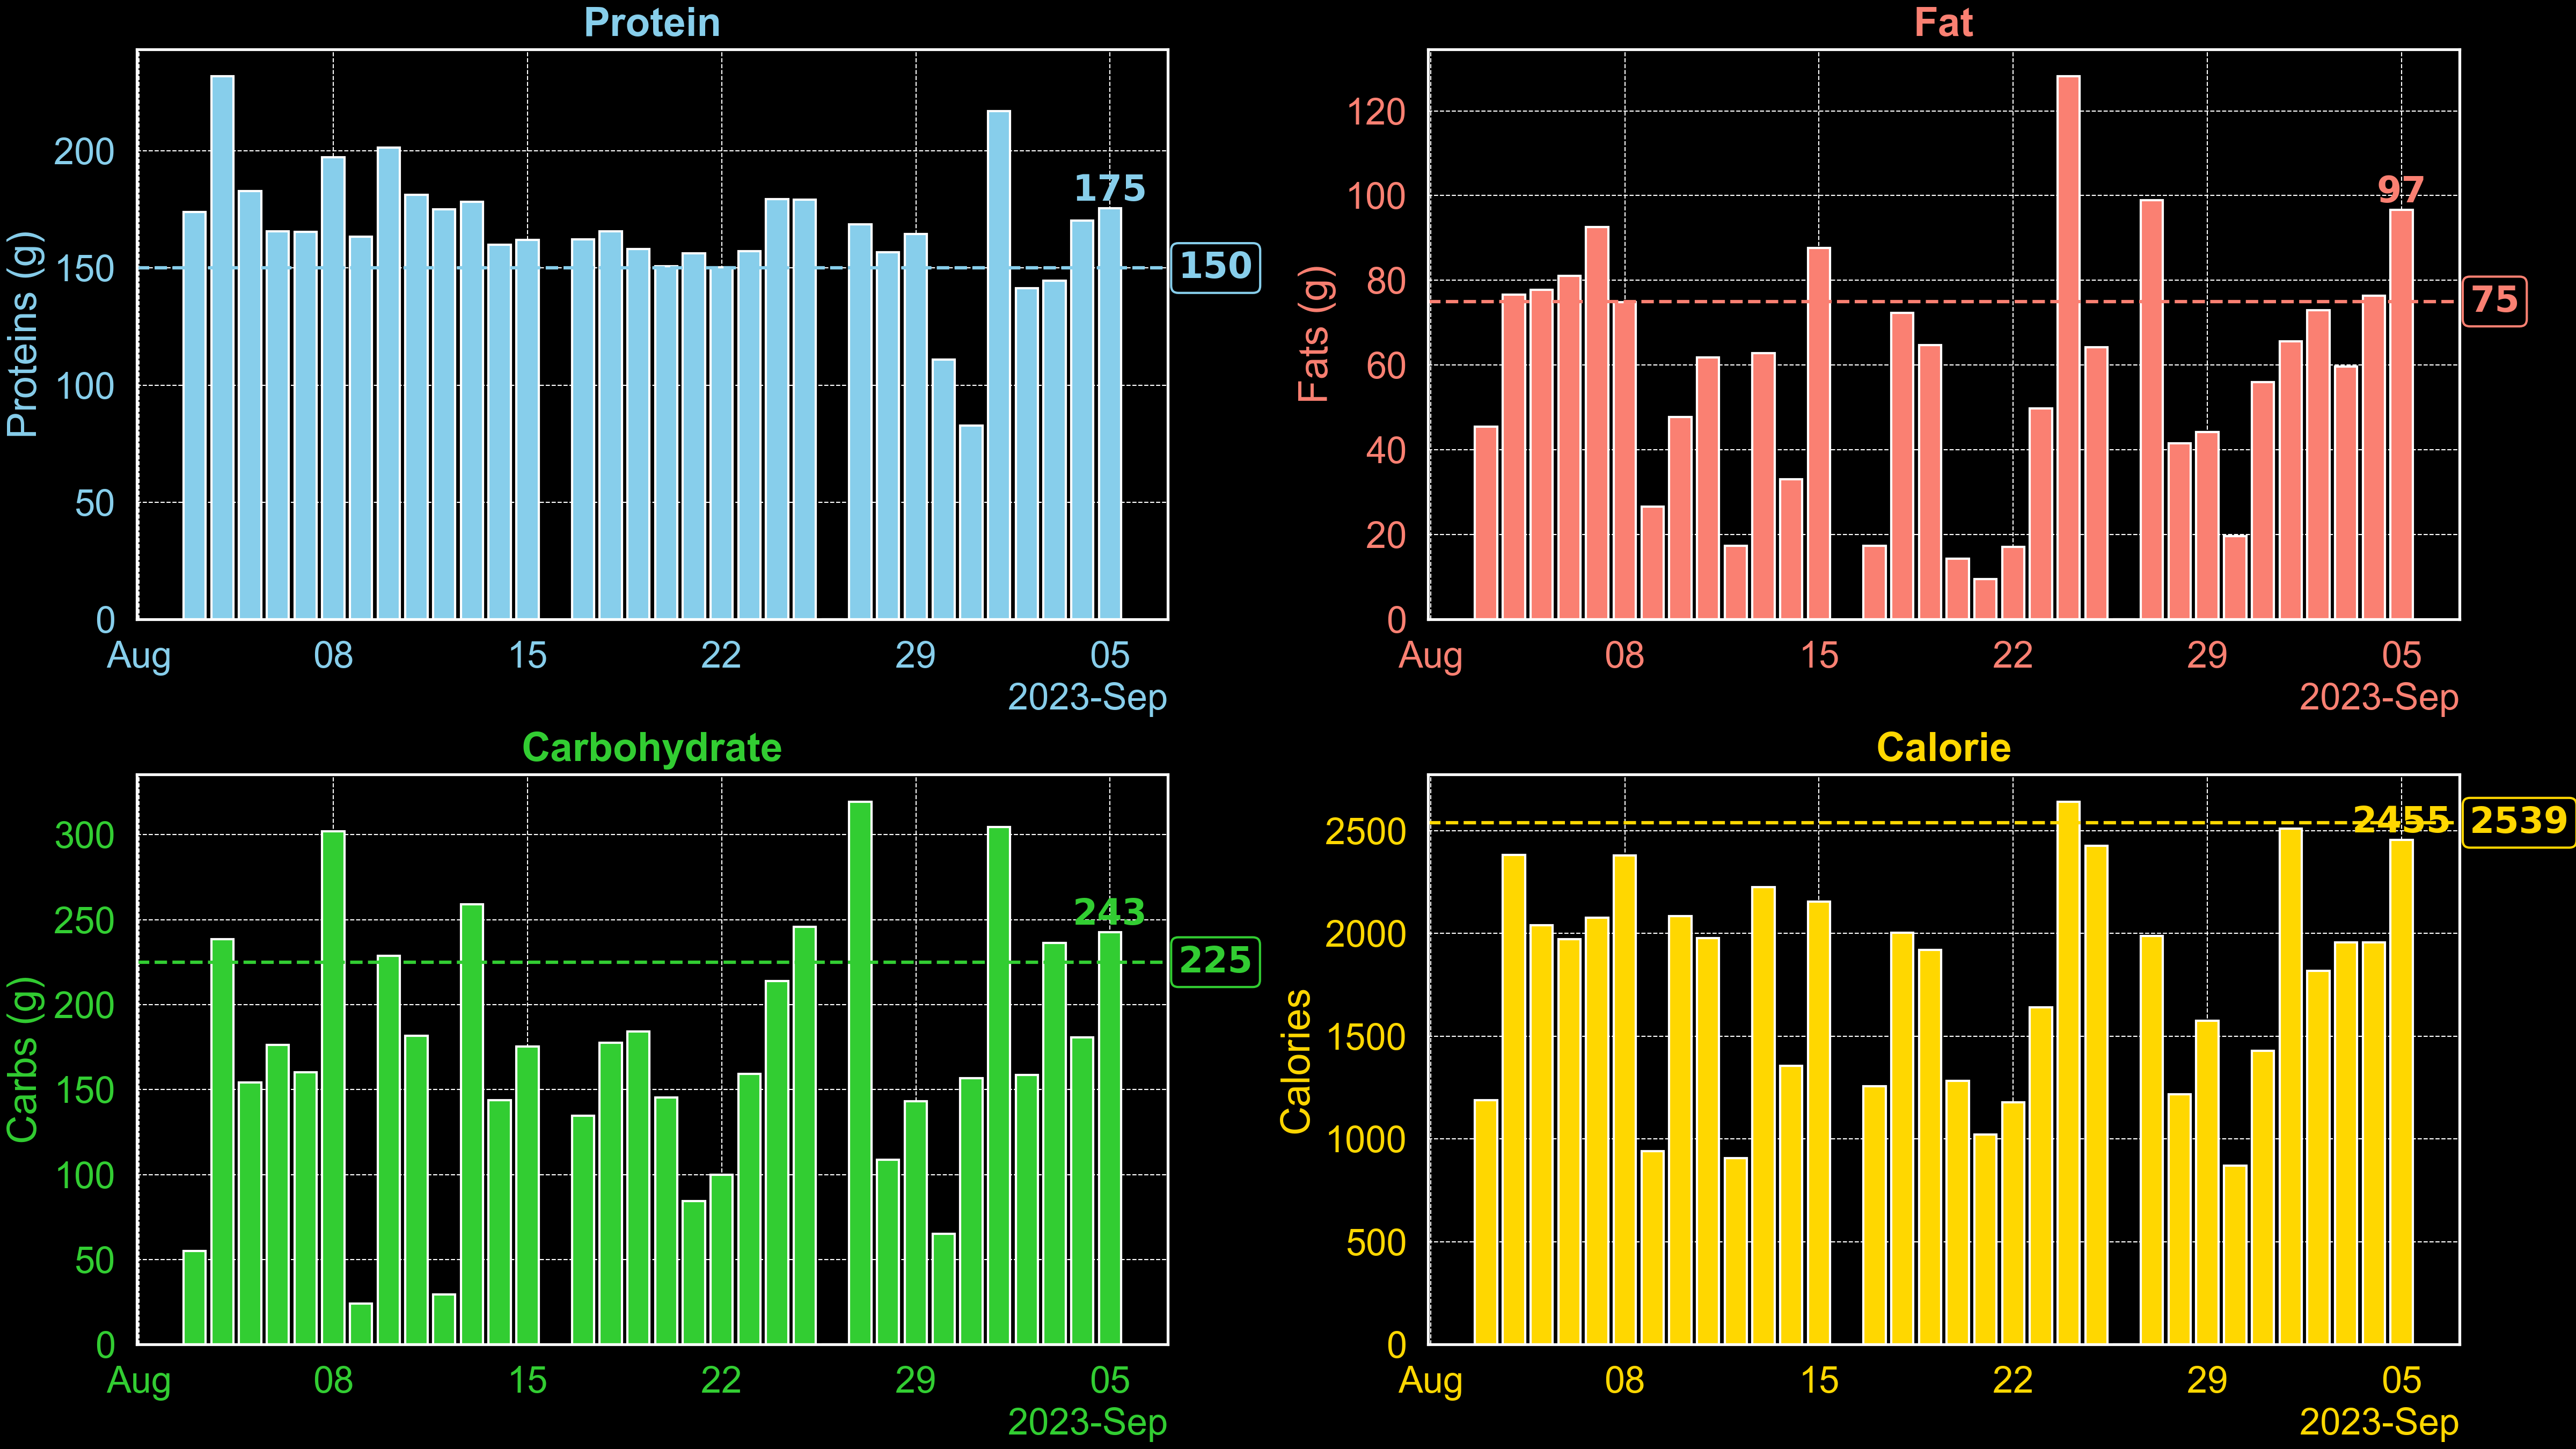 Protein
Proteins (g)
200
150
100
50
0
175
150
Aug 08 15 22 29 05
2023-Sep
Fat
Fats (g)
120
100
80
60
40
20
0
97
75
Aug 08 15 22 29 05
2023-Sep
Carbohydrate
Carbs (g)
300
250
200
150
100
50
0
243
225
Aug 08 15 22 29 05
2023-Sep
Calorie
Calories
2500
2000
1500
1000
500
0
2455
2539
Aug 08 15 22 29 05
2023-Sep